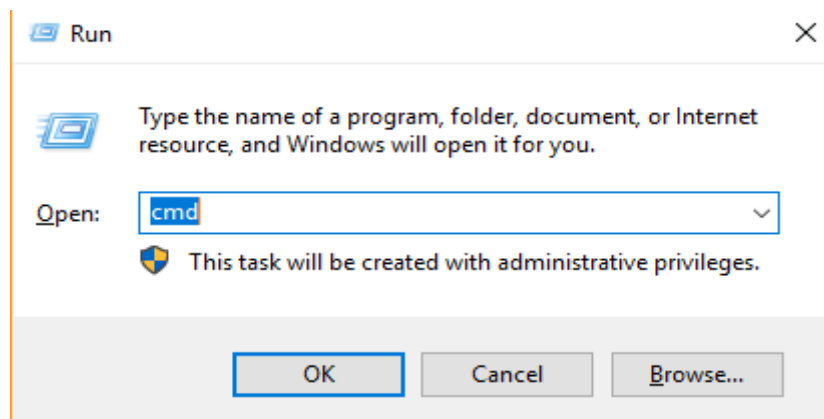 Run
Type the name of a program, folder, document, or Internet
resource, and Windows will open it for you.
Open: cmd
This task will be created with administrative privileges.
OK Cancel Browse...